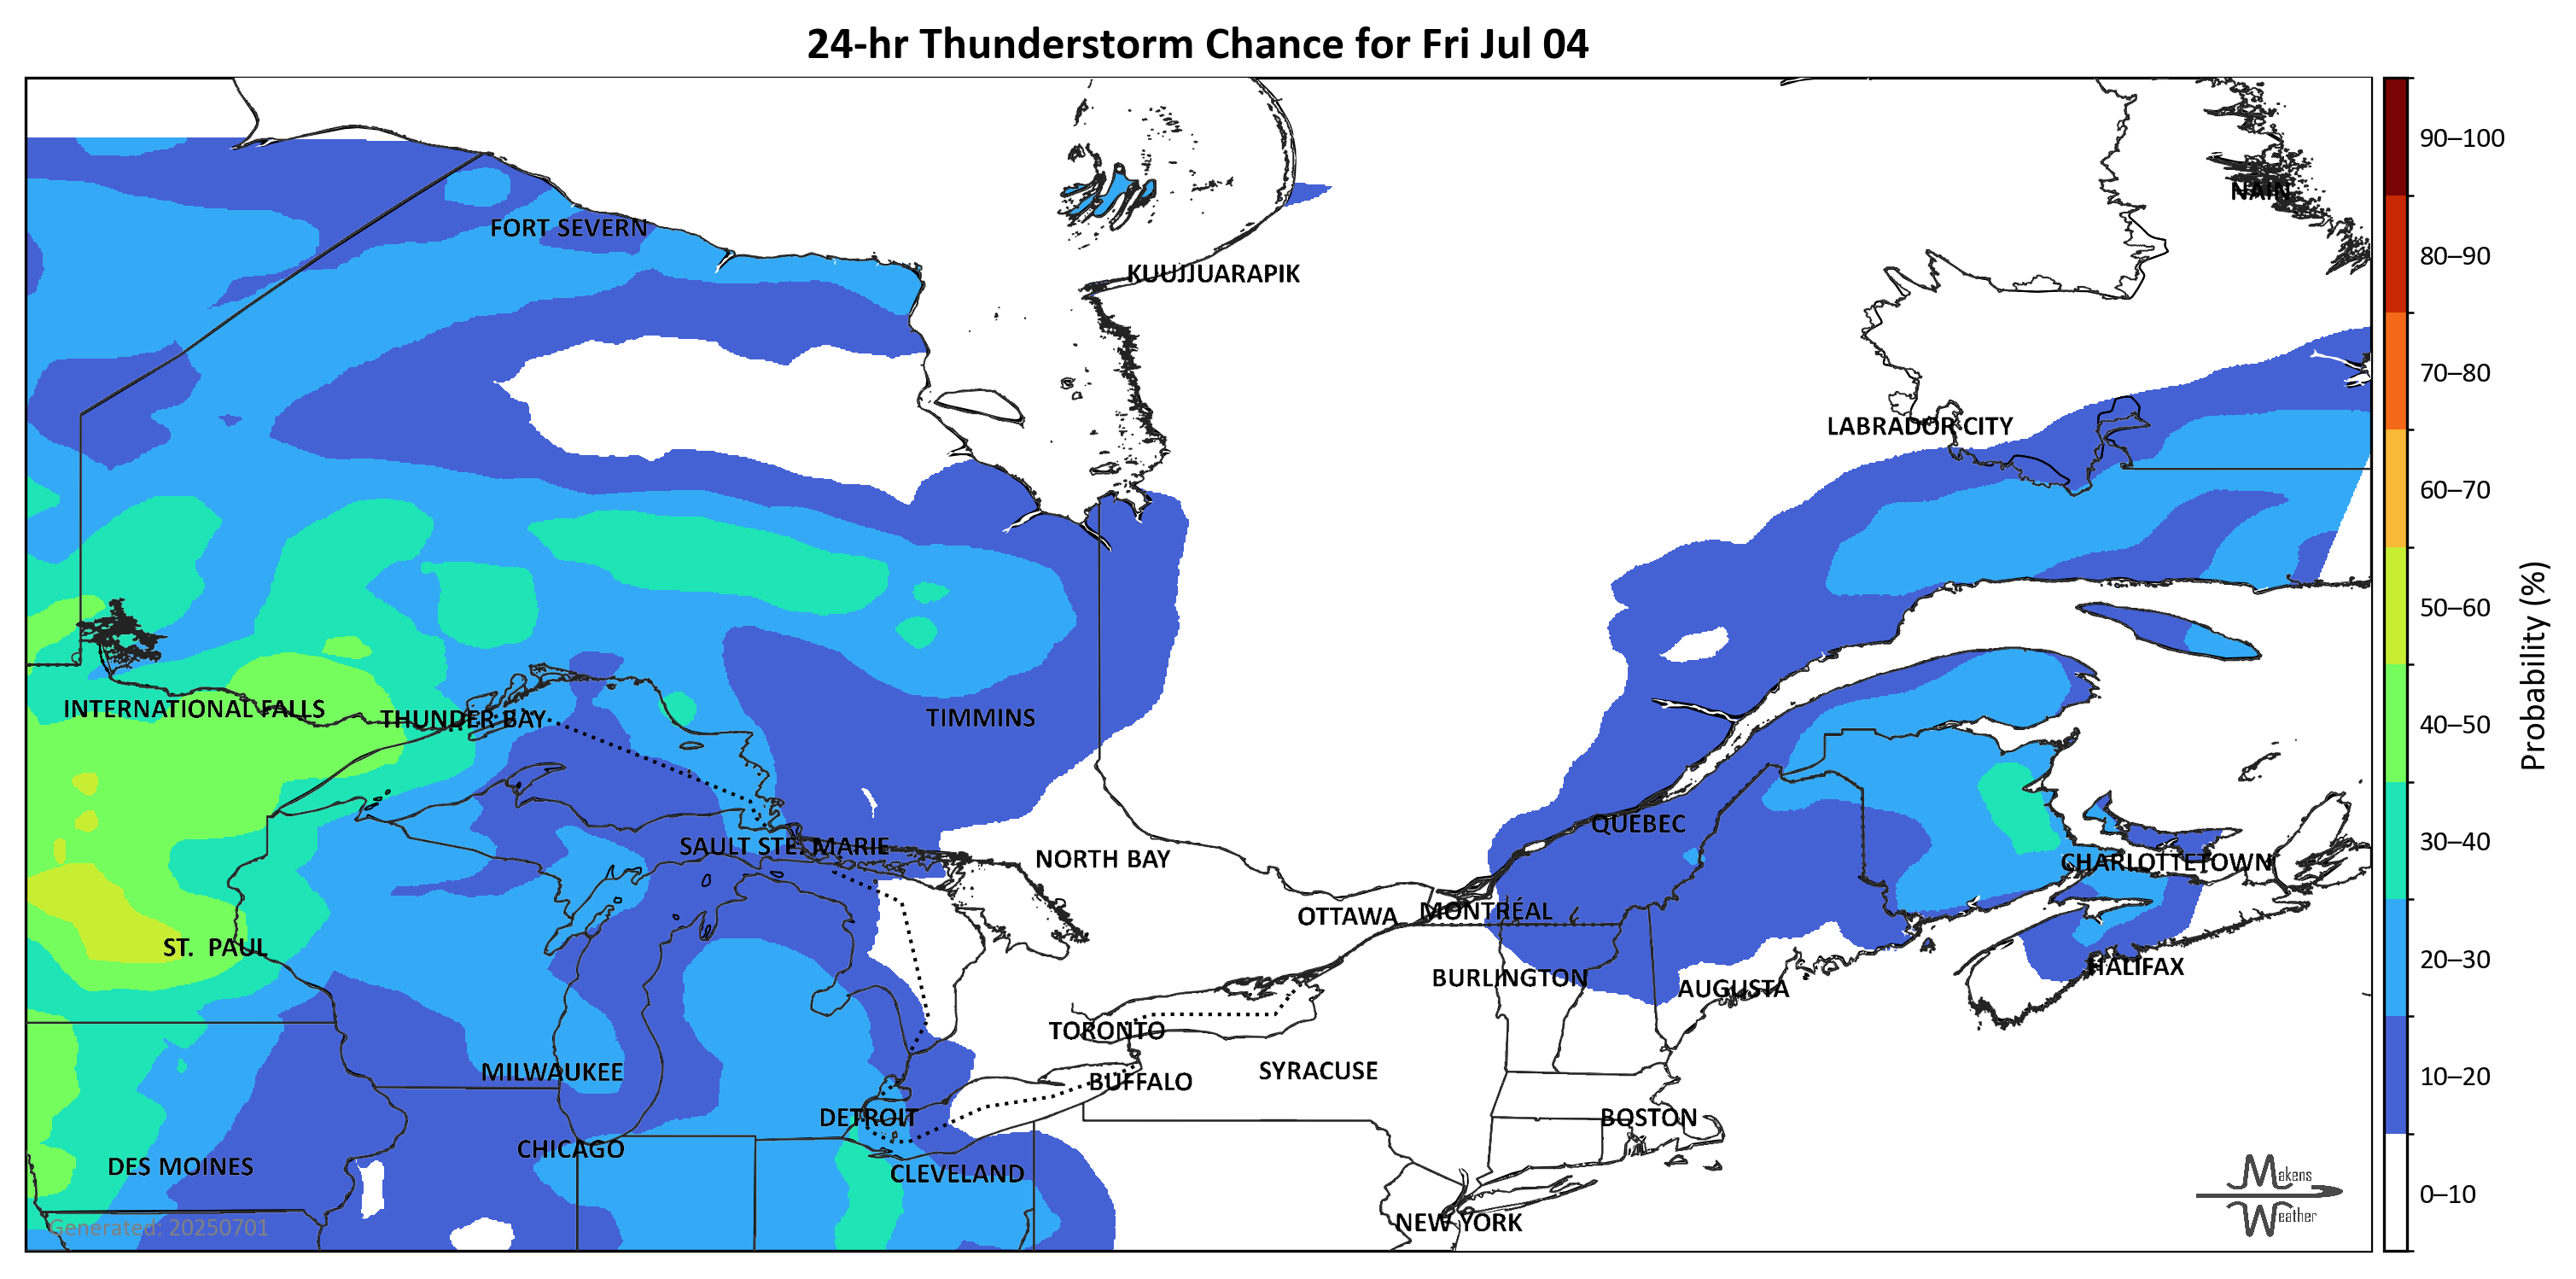 24-hr Thunderstorm Chance for Fri Jul 04
90–100
NAIN
FORT SEVERN
80–90
KUUJJUARAPIK
70–80
LABRADOR CITY
60–70
50–60
Probability (%)
INTERNATIONAL FALLS
THUNDER BAY
TIMMINS
40–50
QUEBEC
SAULT STE. MARIE
30–40
NORTH BAY
CHARLOTTETOWN
OTTAWA
MONTRÉAL
ST. PAUL
20–30
BURLINGTON
AUGUSTA
HALIFAX
TORONTO
MILWAUKEE
BUFFALO
SYRACUSE
10–20
DETROIT
BOSTON
CHICAGO
DES MOINES
CLEVELAND
Makens
Weather
0–10
NEW YORK
Generated: 20250701